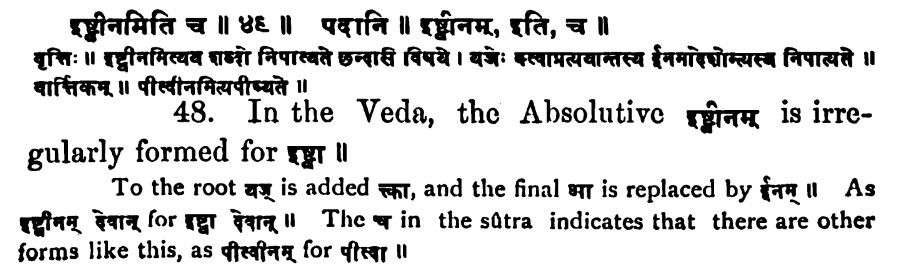 इष्ट्वीनमिति च ॥ ४८ ॥ पदानि ॥ इष्ट्वीनम्, इति, च ॥
वृत्तिः ॥ इष्ट्वीनमित्यय शब्दो निपात्यते छन्दसि विषये । यजेः क्त्वाप्रत्ययान्तस्य ईनमादेशोन्त्यस्य निपात्यते ॥
वार्त्तिकम् ॥ पीत्वीनमित्यपीष्यते ॥
48. In the Veda, the Absolutive इष्ट्वीनम् is irre-
gularly formed for इष्ट्वा ॥
To the root यज् is added क्त्वा, and the final आ is replaced by ईनम् ॥ As
इष्ट्वीनम् देवान् for इष्ट्वा देवान् ॥ The च in the sûtra indicates that there are other
forms like this, as पीत्वीनम् for पीत्वा ॥